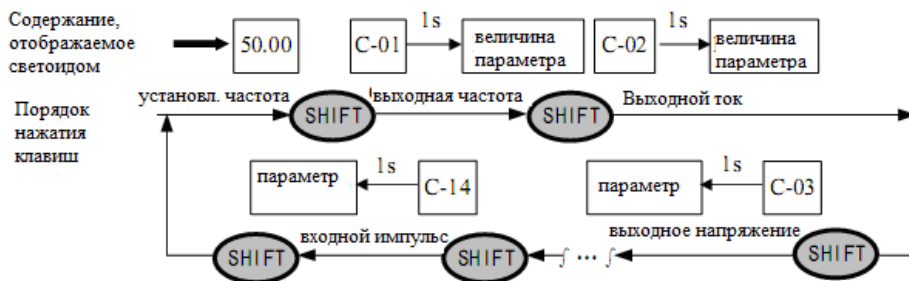 Содержание,
отображаемое
светоидом
50.00
C-01
1s
величина
параметра
C-02
1s
величина
параметра
Порядок
нажатия
клавиш
установл. частота
SHIFT
выходная частота
SHIFT
Выходной ток
параметр
1s
C-14
параметр
1s
C-03
SHIFT
входной импульс
SHIFT
∫ ... ∫
выходное напряжение
SHIFT